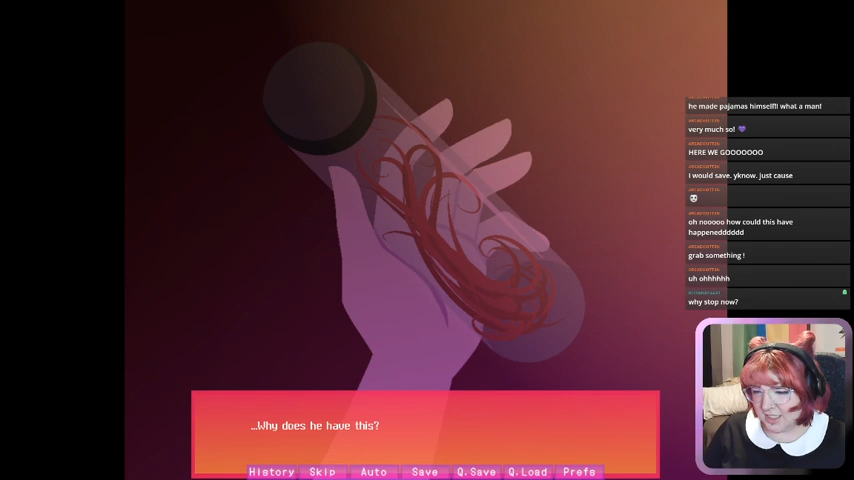 he made pajamas himself!! what a man!
very much so! 💜
HERE WE GOOOOOOO
I would save. yknow. just cause
oh nooooo how could this have
happenedddddd
grab something !
uh ohhhhhh
why stop now?
...Why does he have this?
History Skip Auto Save Q.Save Q.Load Prefs